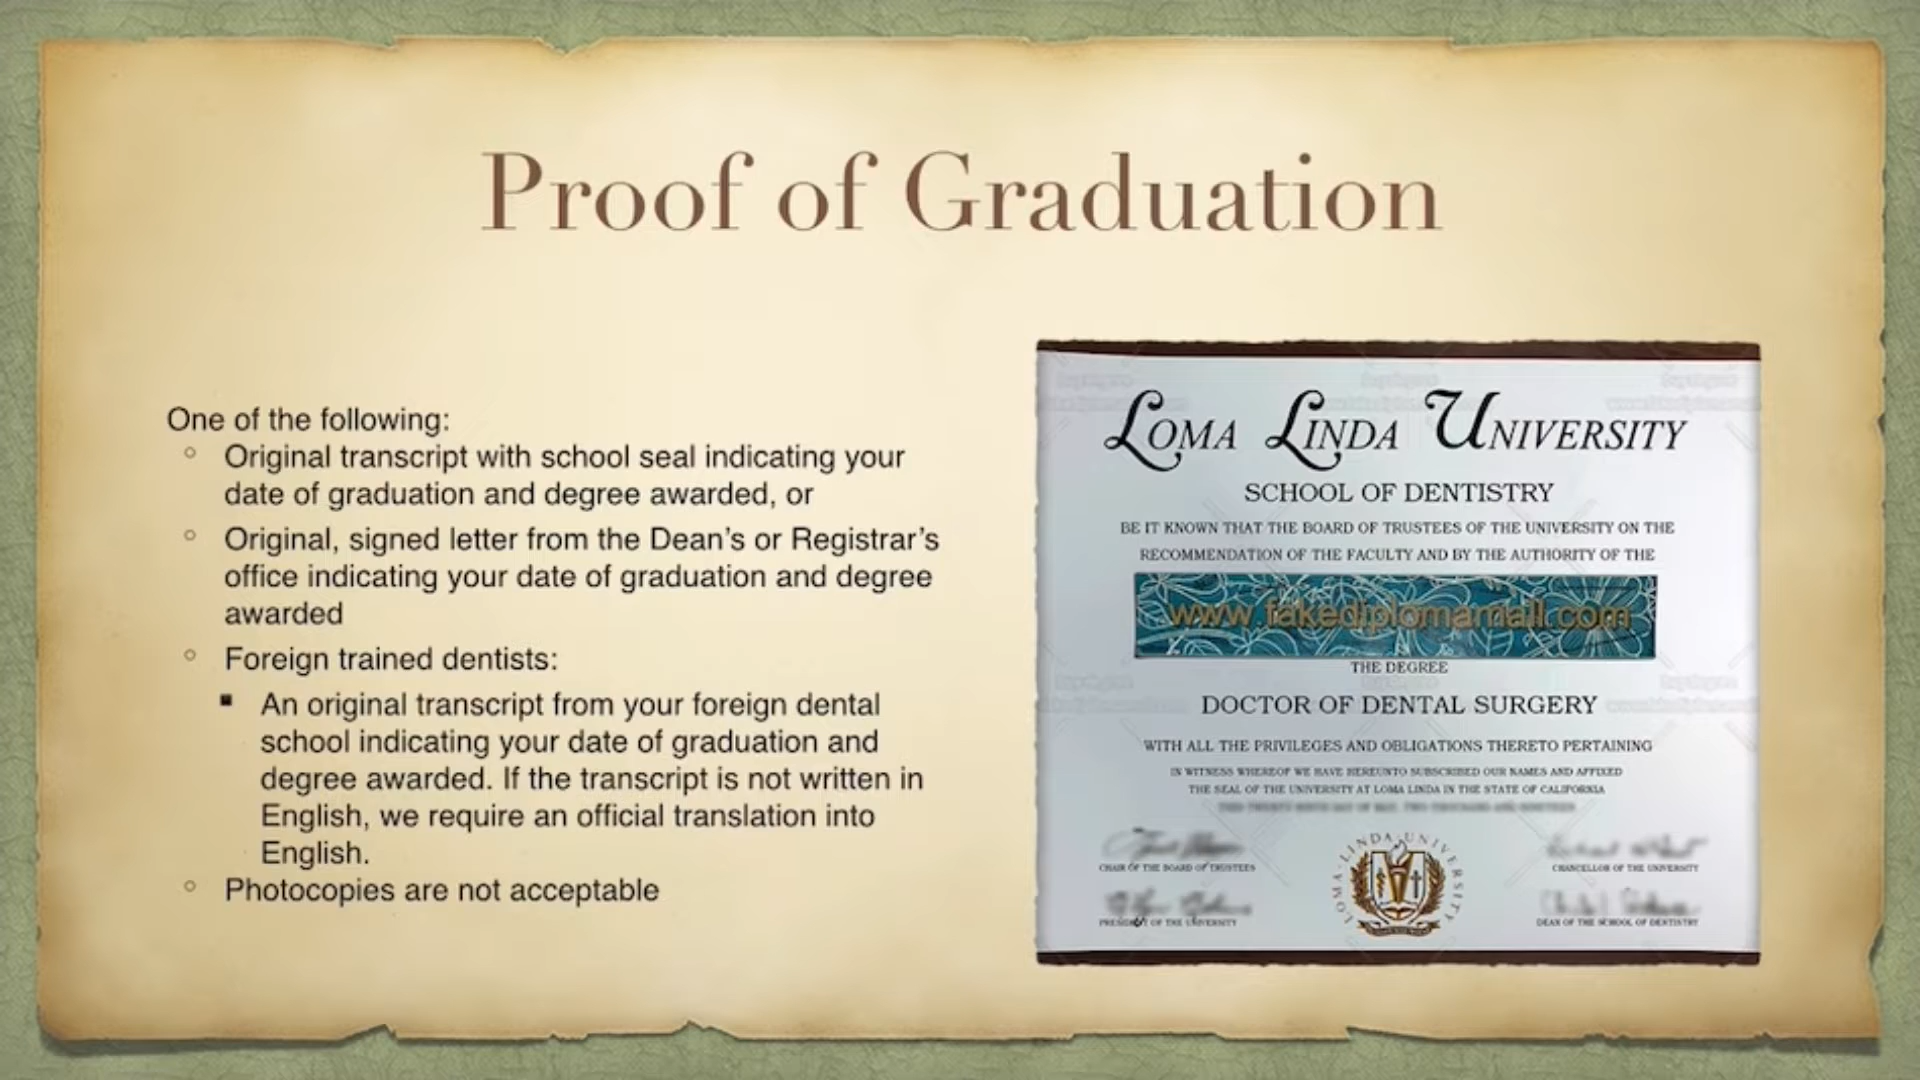 Proof of Graduation
One of the following:
Original transcript with school seal indicating your
date of graduation and degree awarded, or
Original, signed letter from the Dean's or Registrar's
office indicating your date of graduation and degree
awarded
Foreign trained dentists:
An original transcript from your foreign dental
school indicating your date of graduation and
degree awarded. If the transcript is not written in
English, we require an official translation into
English.
Photocopies are not acceptable
LOMA LINDA UNIVERSITY
SCHOOL OF DENTISTRY
BE IT KNOWN THAT THE BOARD OF TRUSTEES OF THE UNIVERSITY ON THE
RECOMMENDATION OF THE FACULTY AND BY THE AUTHORITY OF THE
www.fakediplomamall.com
THE DEGREE
DOCTOR OF DENTAL SURGERY
WITH ALL THE PRIVILEGES AND OBLIGATIONS THERETO PERTAINING
IN WITNESS WHEREOF WE HAVE HEREUNTO SUBSCRIBED OUR NAMES AND AFFIXED
THE SEAL OF THE UNIVERSITY AT LOMA LINDA IN THE STATE OF CALIFORNIA
CHAIR OF THE BOARD OF TRUSTEES
CHANCELLOR OF THE UNIVERSITY
LOMA·LINDA·UNIVERSITY
PRESIDENT OF THE UNIVERSITY
DEAN OF THE SCHOOL OF DENTISTRY